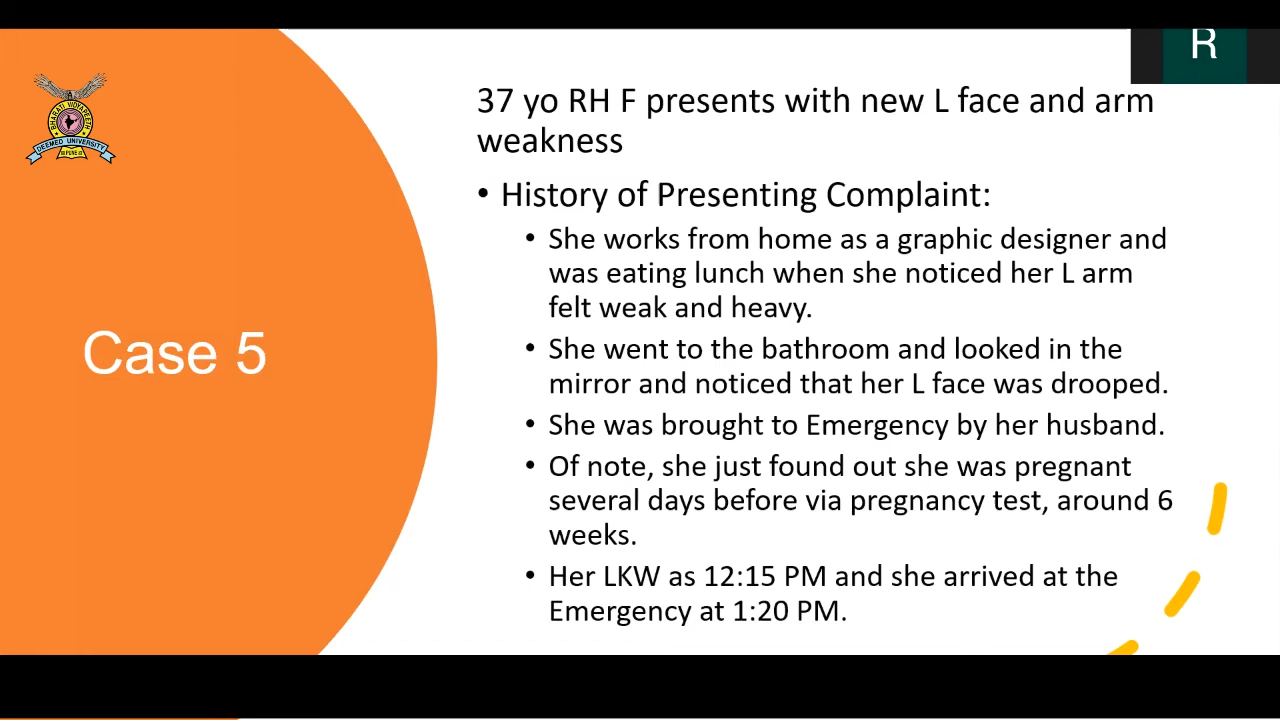 R
37 yo RH F presents with new L face and arm
weakness
• History of Presenting Complaint:
• She works from home as a graphic designer and
was eating lunch when she noticed her L arm
felt weak and heavy.
• She went to the bathroom and looked in the
mirror and noticed that her L face was drooped.
• She was brought to Emergency by her husband.
• Of note, she just found out she was pregnant
several days before via pregnancy test, around 6
weeks.
• Her LKW as 12:15 PM and she arrived at the
Emergency at 1:20 PM.
Case 5
BHARATI VIDYAPEETH
DEEMED UNIVERSITY